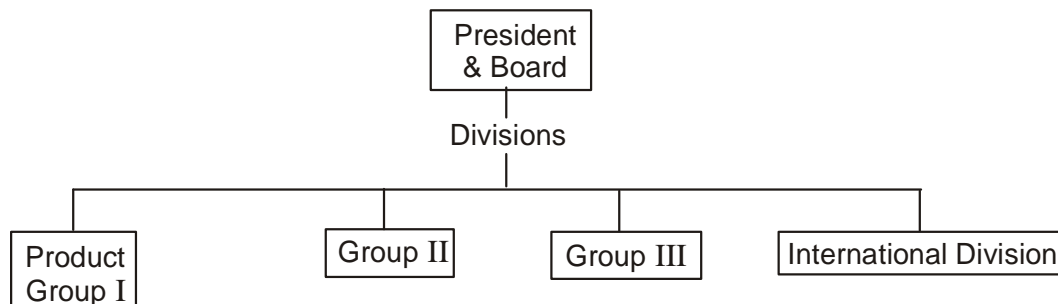 President
& Board
Divisions
Product
Group I
Group II
Group III
International Division